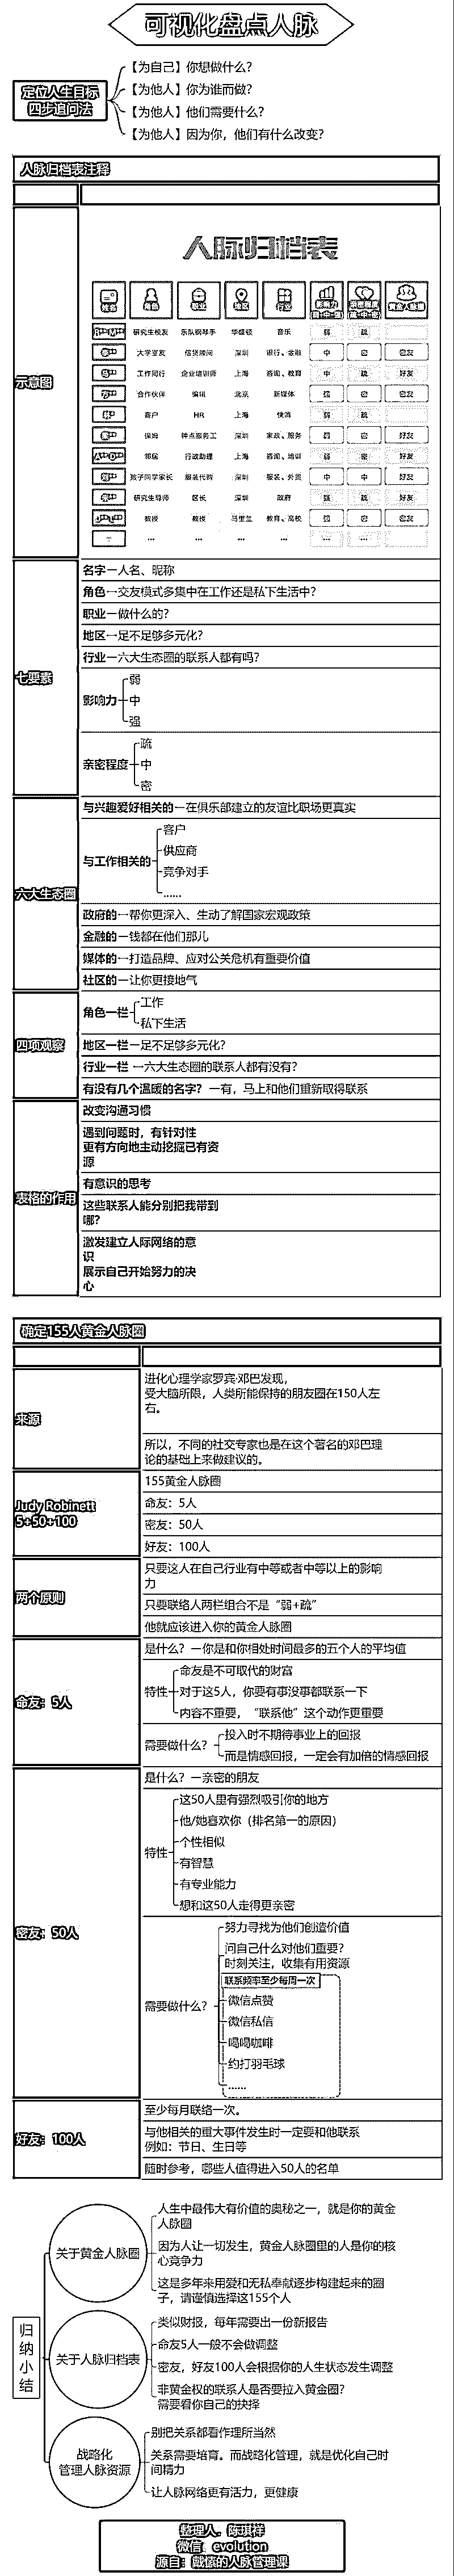 可视化盘点人脉
定位人生目标
四步追问法
【为自己】你想做什么？
【为他人】你为谁而做？
【为他人】他们需要什么？
【为他人】因为你，他们有什么改变？
人脉归档表注释
示意图
人脉归档表
研究生校友 乐队钢琴手 华盛顿 音乐 弱 疏
大学室友 信贷顾问 深圳 银行、金融 中 密 密友
工作同行 企业培训师 上海 咨询、教育 中 疏 好友
合作伙伴 编辑 北京 新媒体 强 密 密友
客户 HR 上海 快消 弱 疏
保姆 钟点服务工 深圳 家政、服务 弱 密 好友
邻居 行政助理 上海 咨询、培训 弱 密 好友
孩子同学家长 服装代购 深圳 服装、外贸 中 中 好友
研究生导师 区长 深圳 政府 强 疏 好友
教授 教授 马里兰 教育、高校 强 密 密友
... ... ... ... ... ...
七要素
名字一人名、昵称
角色一交友模式多集中在工作还是私下生活中？
职业一做什么的？
地区一足不足够多元化？
行业一六大生态圈的联系人都有吗？
影响力
弱
中
强
亲密程度
疏
中
密
六大生态圈
与兴趣爱好相关的一在俱乐部建立的友谊比职场更真实
与工作相关的
客户
供应商
竞争对手
......
政府的一帮你更深入、生动了解国家宏观政策
金融的一钱都在他们那儿
媒体的一打造品牌、应对公关危机有重要价值
社区的一让你更接地气
四项观察
角色一栏
工作
私下生活
地区一栏一足不足够多元化？
行业一栏 一六大生态圈的联系人都有没有？
有没有几个温暖的名字？ 一有，马上和他们重新取得联系
表格的作用
改变沟通习惯
遇到问题时，有针对性
更有方向地主动挖掘已有资
源
有意识的思考
这些联系人能分别把我带到
哪？
激发建立人际网络的意
识
展示自己开始努力的决
心
确定155人黄金人脉圈
来源
进化心理学家罗宾·邓巴发现，
受大脑所限，人类所能保持的朋友圈在150人左
右。
所以，不同的社交专家也是在这个著名的邓巴理
论的基础上来做建议的。
Judy Robinett
5+50+100
155黄金人脉圈
命友：5人
密友：50人
好友：100人
两个原则
只要这人在自己行业有中等或者中等以上的影响
力
只要联络人两栏组合不是“弱+疏”
他就应该进入你的黄金人脉圈
命友：5人
是什么？一你是和你相处时间最多的五个人的平均值
特性
命友是不可取代的财富
对于这5人，你要有事没事都联系一下
内容不重要，“联系他”这个动作更重要
需要做什么？
投入时不期待事业上的回报
而是情感回报，一定会有加倍的情感回报
密友：50人
是什么？一亲密的朋友
特性
这50人里有强烈吸引你的地方
他/她喜欢你（排名第一的原因）
个性相似
有智慧
有专业能力
想和这50人走得更亲密
需要做什么？
努力寻找为他们创造价值
问自己什么对他们重要？
时刻关注，收集有用资源
联系频率至少每周一次
微信点赞
微信私信
喝喝咖啡
约打羽毛球
......
好友：100人
至少每月联络一次。
与他相关的重大事件发生时一定要和他联系
例如：节日、生日等
随时参考，哪些人值得进入50人的名单
归纳小结
关于黄金人脉圈
人生中最伟大有价值的奥秘之一，就是你的黄金
人脉圈
因为人让一切发生，黄金人脉圈里的人是你的核
心竞争力
这是多年来用爱和无私奉献逐步构建起来的圈
子，请谨慎选择这155个人
关于人脉归档表
类似财报，每年需要出一份新报告
命友5人一般不会做调整
密友，好友100人会根据你的人生状态发生调整
非黄金权的联系人是否要拉入黄金圈？
需要看你自己的抉择
战略化
管理人脉资源
别把关系都看作理所当然
关系需要培育。而战略化管理，就是优化自己时
间精力
让人脉网络更有活力，更健康
整理人：陈琪祥
微信：evolution
源自：戴愫的人脉管理课